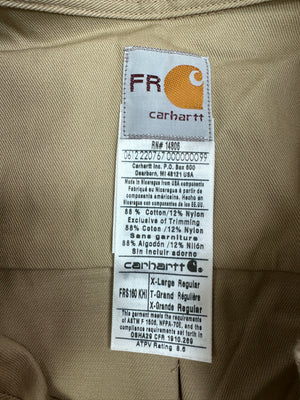 FR
carhartt
RN# 14806
0612 220767 000000099
Carhartt Inc. P.O. Box 600
Dearborn, MI 48121 USA
Made in Nicaragua from USA components
Fabriqué au Nicaragua à partir de
composants américains
Hecho en Nicaragua con
componentes de los EE.UU.
88% Cotton/12% Nylon
Exclusive of Trimming
88% Coton/12% Nylon
Sans garniture
88% Algodón/12% Nilón
Sin incluir adorno
carhartt
FRS160 KHI
X-Large Regular
T-Grand Régulière
X-Grande Regular
This garment meets the requirements
of ASTM F 1506, NFPA-70E, and the
compliance requirements set forth in
OSHA29 CFR 1910.269
ATPV Rating 8.6